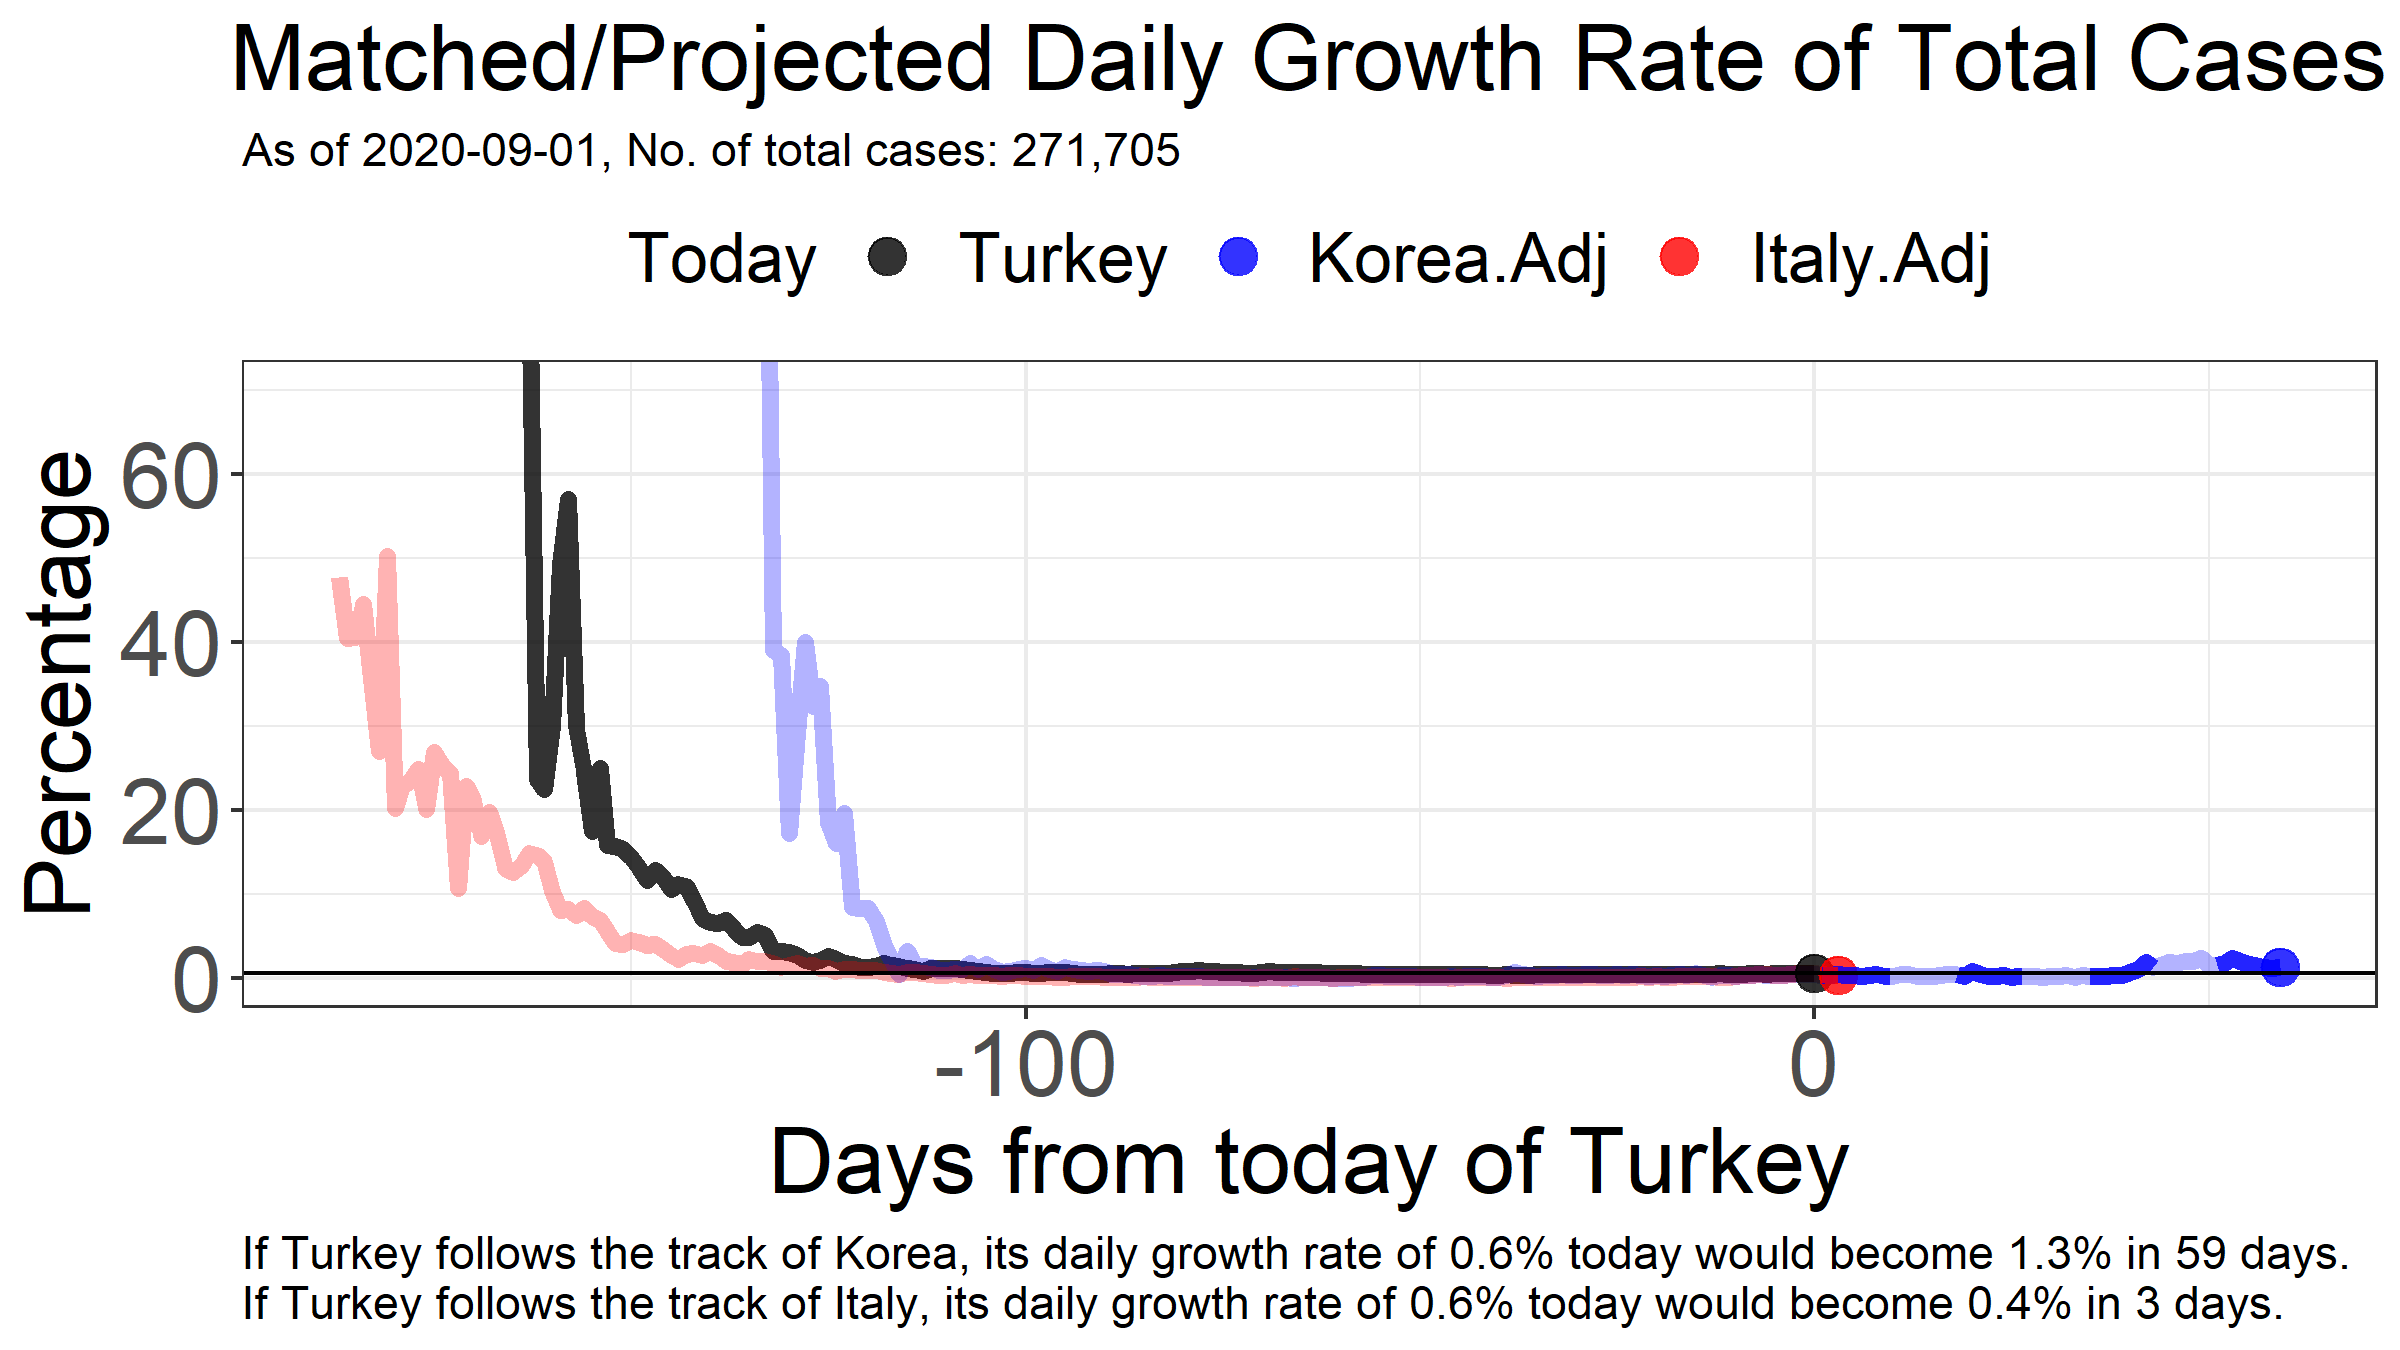 Matched/Projected Daily Growth Rate of Total Cases
As of 2020-09-01, No. of total cases: 271,705
Today Turkey Korea.Adj Italy.Adj
Percentage
60
40
20
0
-100 0
Days from today of Turkey
If Turkey follows the track of Korea, its daily growth rate of 0.6% today would become 1.3% in 59 days.
If Turkey follows the track of Italy, its daily growth rate of 0.6% today would become 0.4% in 3 days.